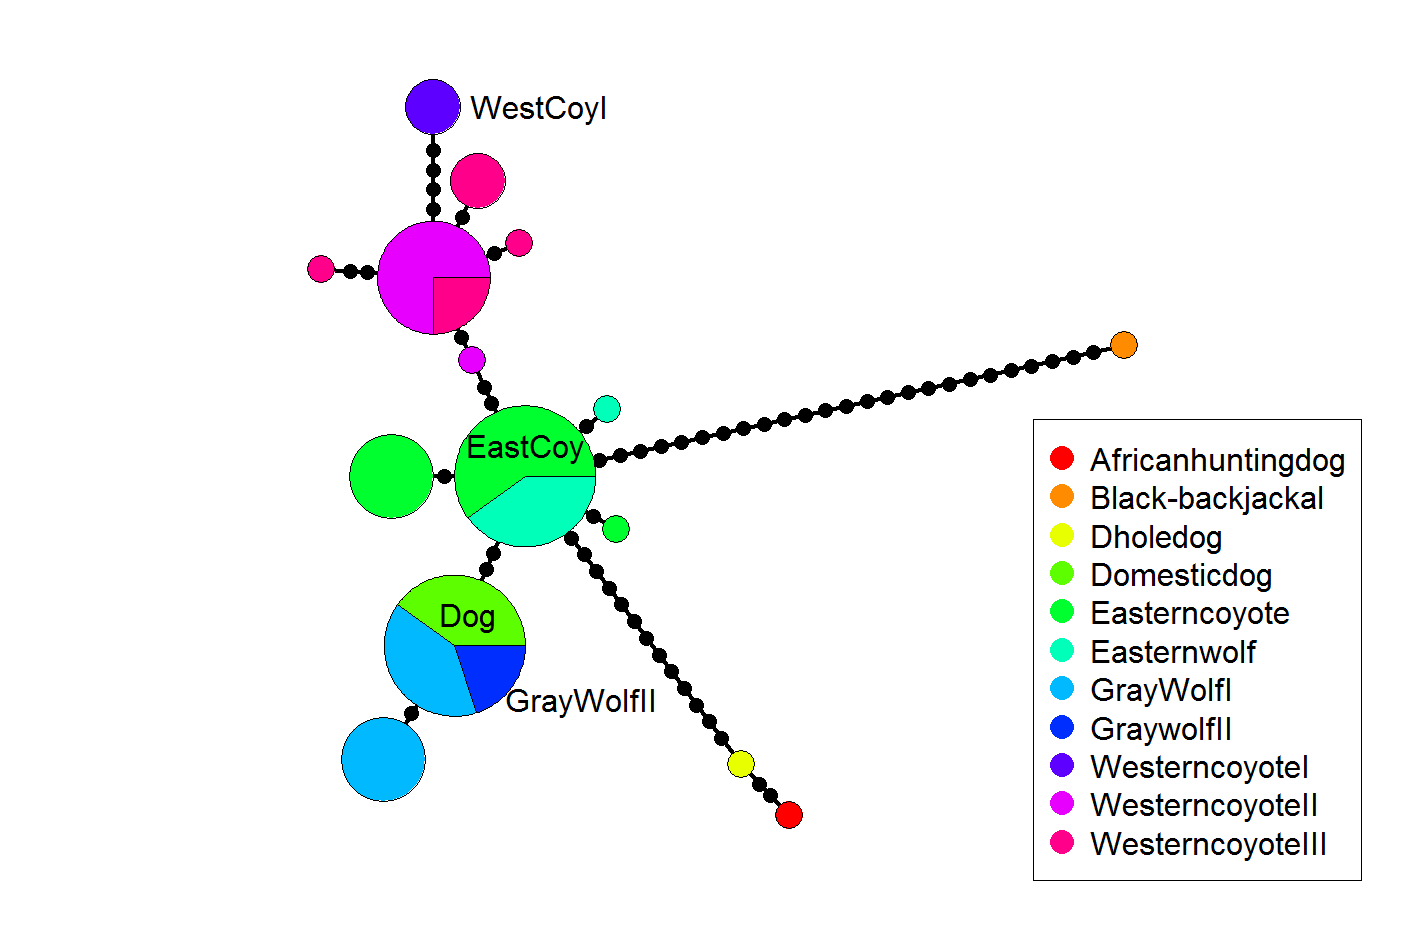 WestCoyI
EastCoy
Dog
GrayWolfII
Africanhuntingdog
Black-backjackal
Dholedog
Domesticdog
Easterncoyote
Easternwolf
GrayWolfI
GraywolfII
WesterncoyoteI
WesterncoyoteII
WesterncoyoteIII